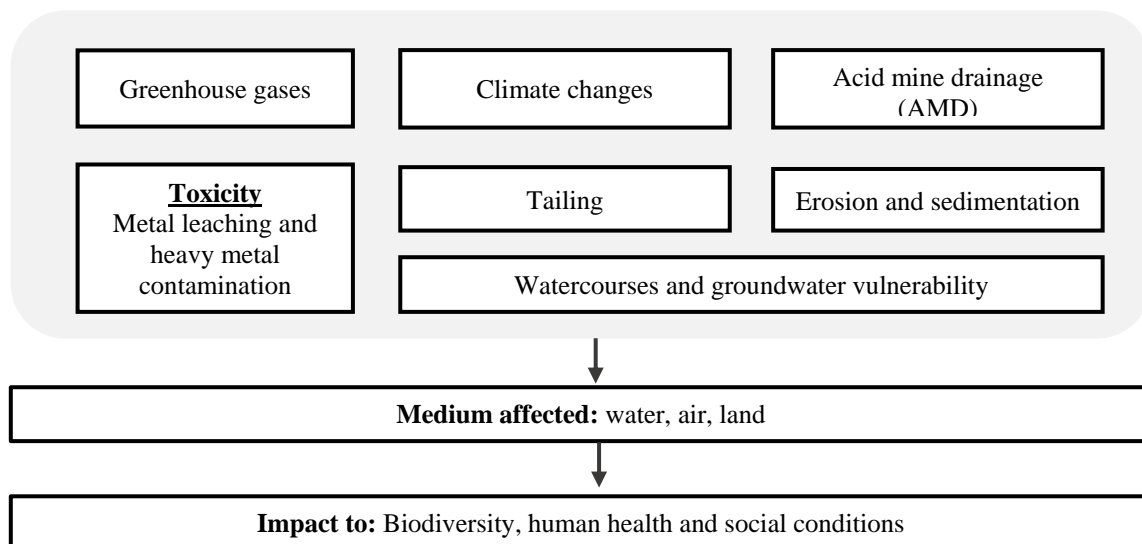 Greenhouse gases
Climate changes
Acid mine drainage
(AMD)
Toxicity
Metal leaching and
heavy metal
contamination
Tailing
Erosion and sedimentation
Watercourses and groundwater vulnerability
Medium affected: water, air, land
Impact to: Biodiversity, human health and social conditions